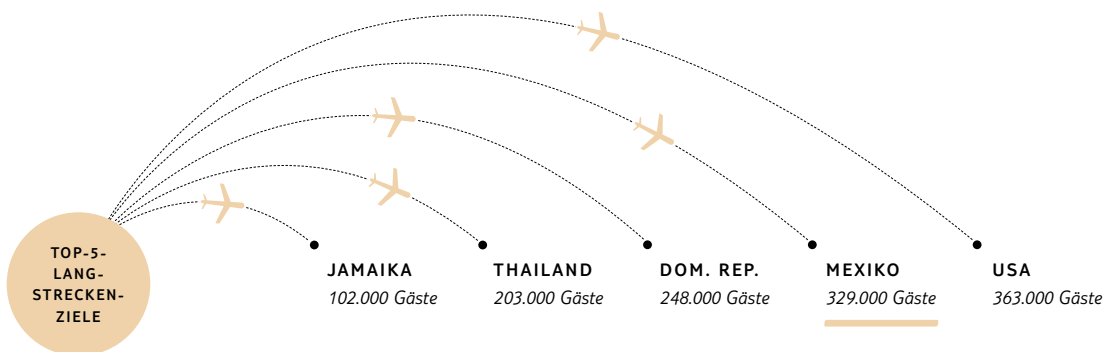 TOP-5-
LANG-
STRECKEN-
ZIELE
JAMAIKA
102.000 Gäste
THAILAND
203.000 Gäste
DOM. REP.
248.000 Gäste
MEXIKO
329.000 Gäste
USA
363.000 Gäste